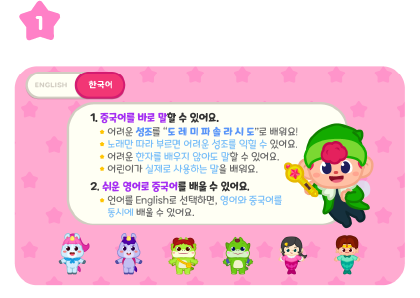 1
ENGLISH
한국어
1. 중국어를 바로 말할 수 있어요.
어려운 성조를 "도 레 미 파 솔 라 시 도"로 배워요!
노래만 따라 부르면 어려운 성조를 익힐 수 있어요.
어려운 한자를 배우지 않아도 말할 수 있어요.
어린이가 실제로 사용하는 말을 배워요.
2. 쉬운 영어로 중국어를 배울 수 있어요.
언어를 English로 선택하면, 영어와 중국어를
동시에 배울 수 있어요.